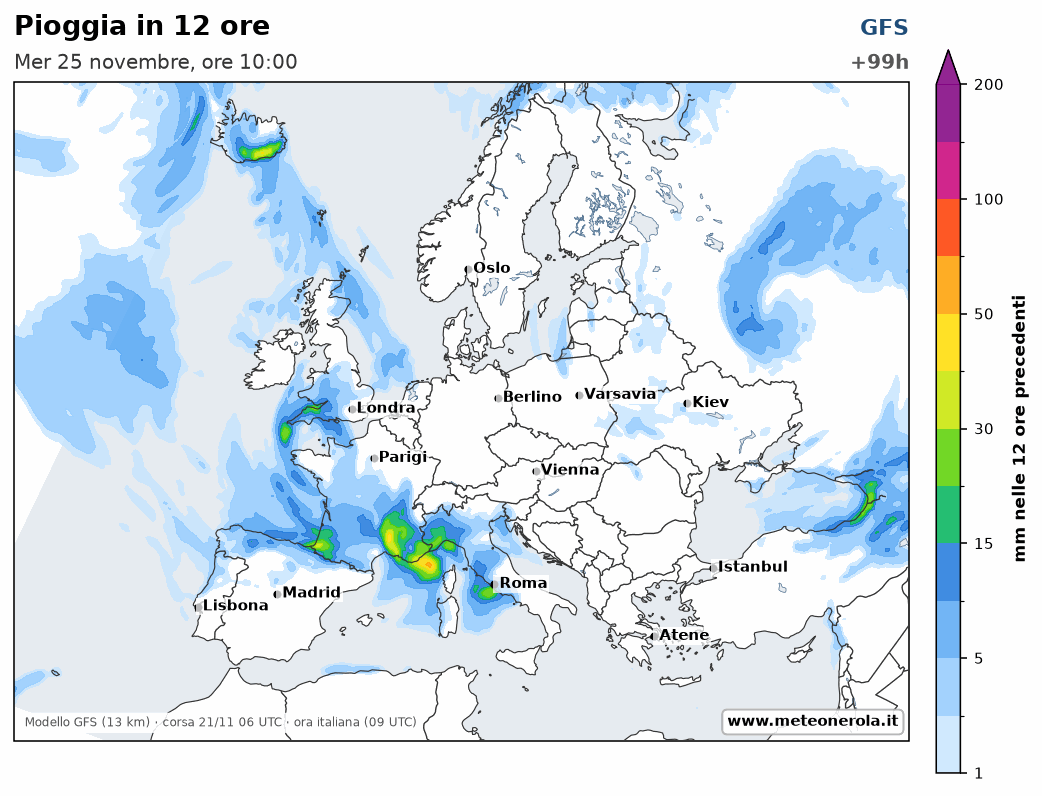 Pioggia in 12 ore
GFS
Mer 25 novembre, ore 10:00
+99h
200
100
50
30
15
5
1
mm nelle 12 ore precedenti
Oslo
Londra
Berlino
Varsavia
Kiev
Parigi
Vienna
Istanbul
Roma
Madrid
Lisbona
Atene
Modello GFS (13 km) · corsa 21/11 06 UTC · ora italiana (09 UTC)
www.meteonerola.it